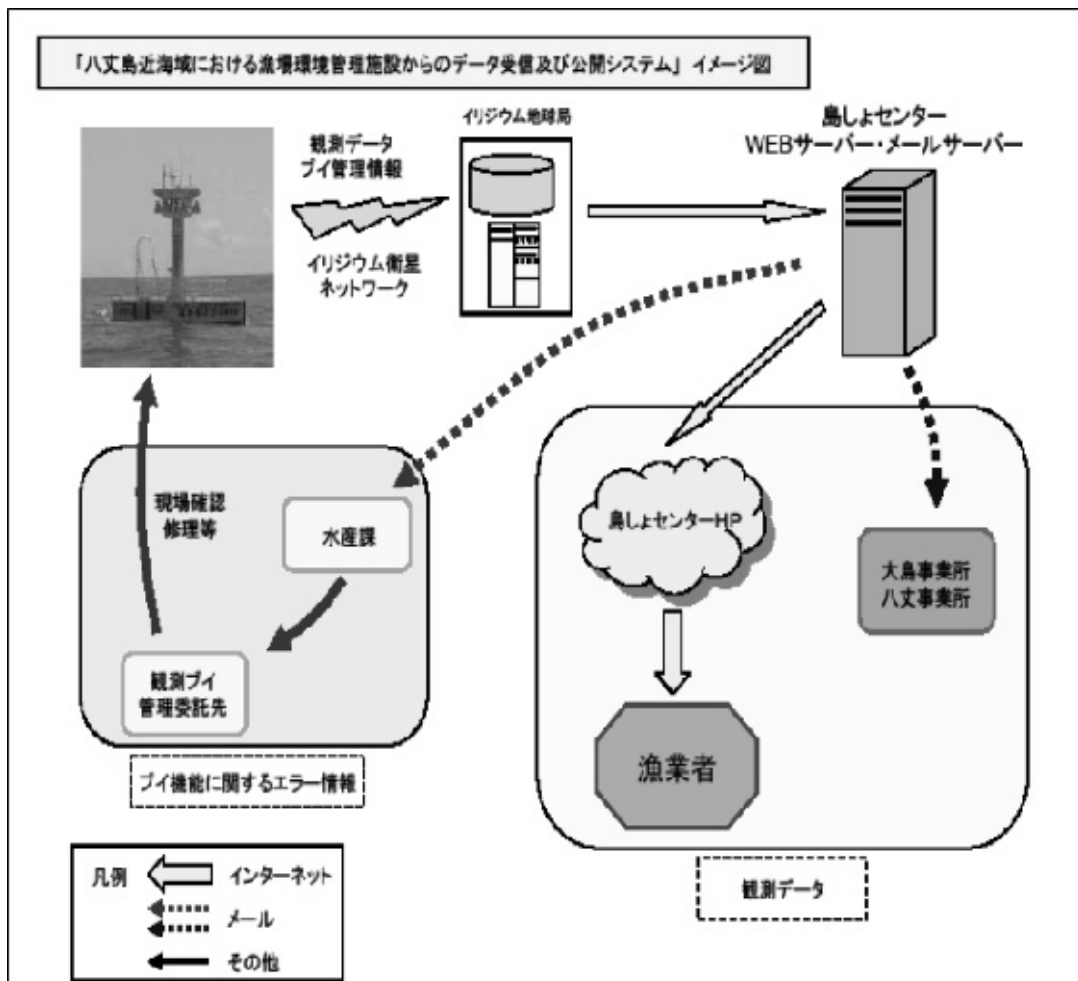 「八丈島近海域における漁場環境管理施設からのデータ受信及び公開システム」 イメージ図
観測データ
ブイ管理情報
イリジウム衛星
ネットワーク
イリジウム地球局
島しょセンター
WEBサーバー・メールサーバー
現場確認
修理等
水産課
観測ブイ
管理委託先
ブイ機能に関するエラー情報
島しょセンターHP
大島事業所
八丈事業所
漁業者
観測データ
凡例
インターネット
メール
その他